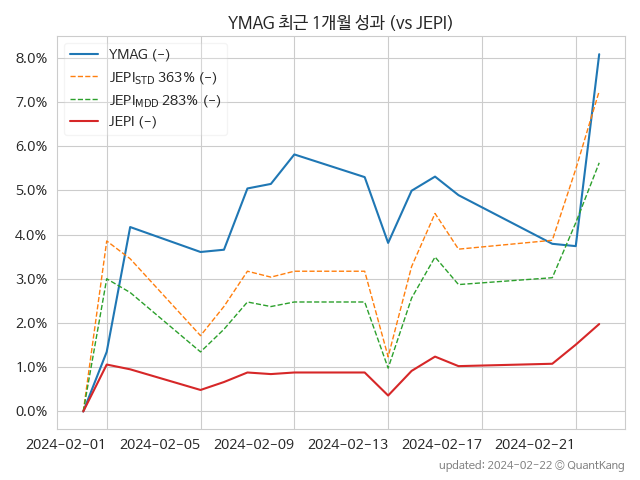 YMAG 최근 1개월 성과 (vs JEPI)
YMAG (-)
JEPISTD 363% (-)
JEPIMDD 283% (-)
JEPI (-)
8.0%
7.0%
6.0%
5.0%
4.0%
3.0%
2.0%
1.0%
0.0%
2024-02-01 2024-02-05 2024-02-09 2024-02-13 2024-02-17 2024-02-21
updated: 2024-02-22 © QuantKang